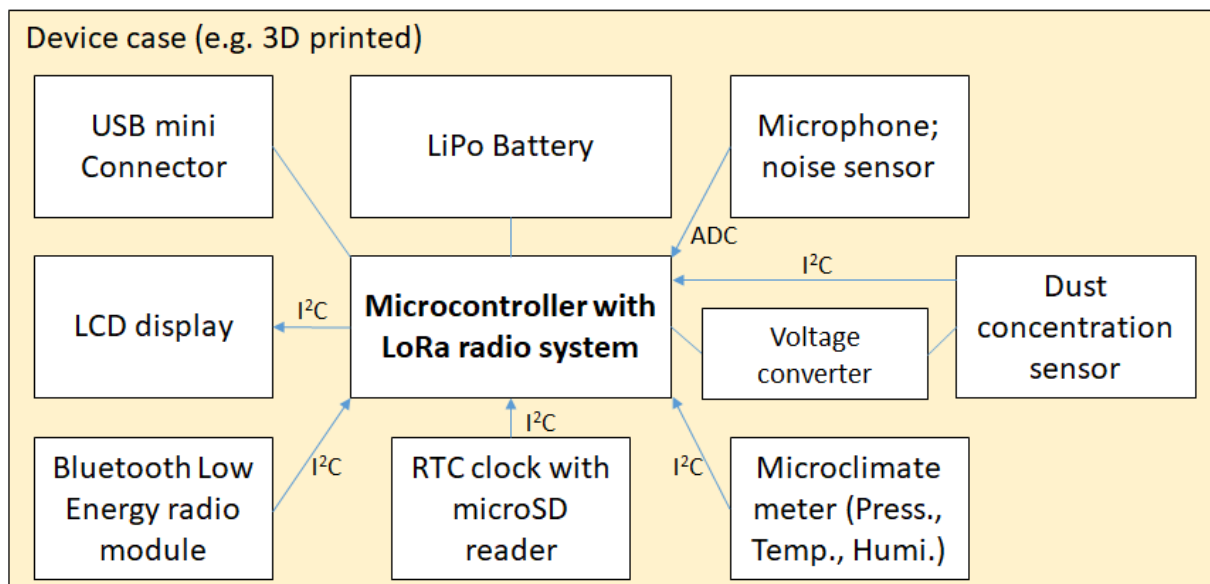 Device case (e.g. 3D printed)
USB mini
Connector
LiPo Battery
Microphone;
noise sensor
ADC
I²C
LCD display
I²C
Microcontroller with
LoRa radio system
Voltage
converter
Dust
concentration
sensor
Bluetooth Low
Energy radio
module
I²C
RTC clock with
microSD
reader
I²C
I²C
Microclimate
meter (Press.,
Temp., Humi.)